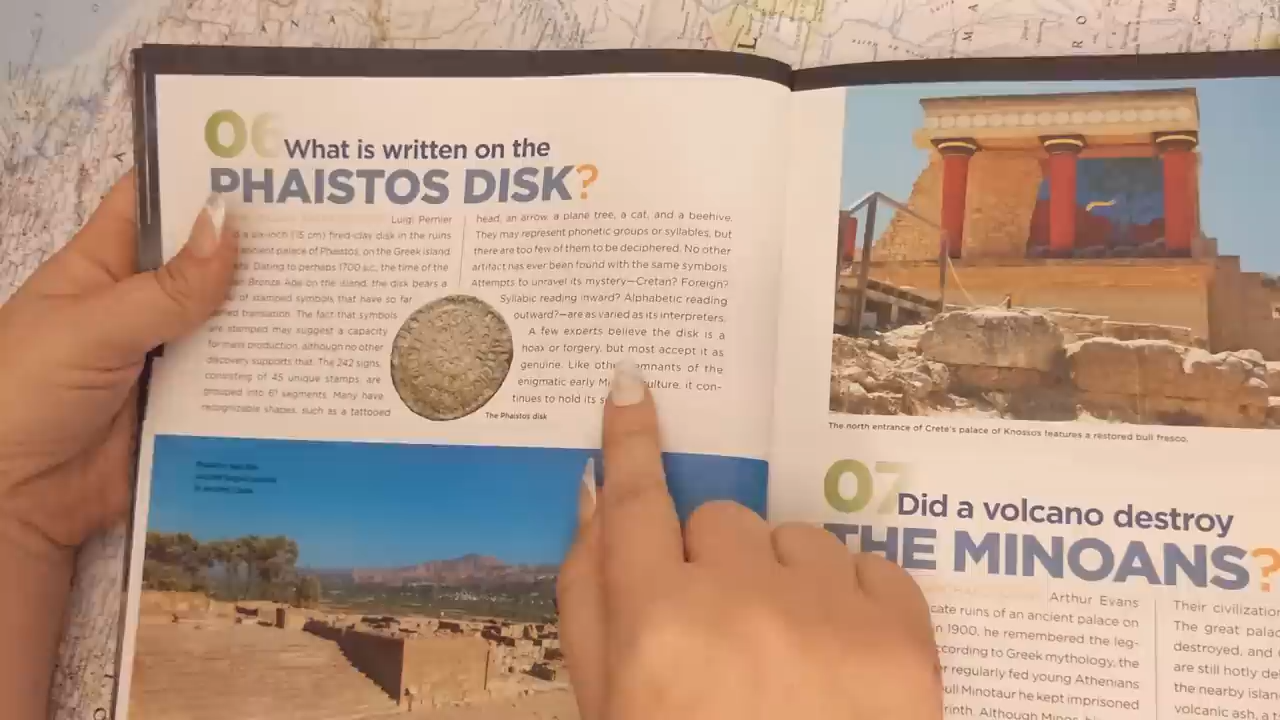 06 What is written on the
PHAISTOS DISK?
Luigi Pernier
a six-inch (15 cm) fired-clay disk in the ruins
ancient palace of Phaistos, on the Greek island
Dating to perhaps 1700 B.C., the time of the
Bronze Age on the island, the disk bears a
of stamped symbols that have so far
translation. The fact that symbols
are stamped may suggest a capacity
for mass production, although no other
discovery supports that. The 242 signs,
consisting of 45 unique stamps, are
grouped into 61 segments. Many have
recognizable shapes, such as a tattooed
head, an arrow, a plane tree, a cat, and a beehive.
They may represent phonetic groups or syllables, but
there are too few of them to be deciphered. No other
artifact has ever been found with the same symbols
Attempts to unravel its mystery—Cretan? Foreign?
Syllabic reading inward? Alphabetic reading
outward?—are as varied as its interpreters.
A few experts believe the disk is a
hoax or forgery, but most accept it as
genuine. Like other remnants of the
enigmatic early culture, it con-
tinues to hold its
The Phaistos disk
The north entrance of Crete's palace of Knossos features a restored bull fresco.
07 Did a volcano destroy
THE MINOANS?
Arthur Evans
ruins of an ancient palace on
in 1900, he remembered the leg-
According to Greek mythology, the
regularly fed young Athenians
bull Minotaur he kept imprisoned
Although
Their civilization
The great
destroyed, and
are still hotly
the nearby
volcanic ash, a